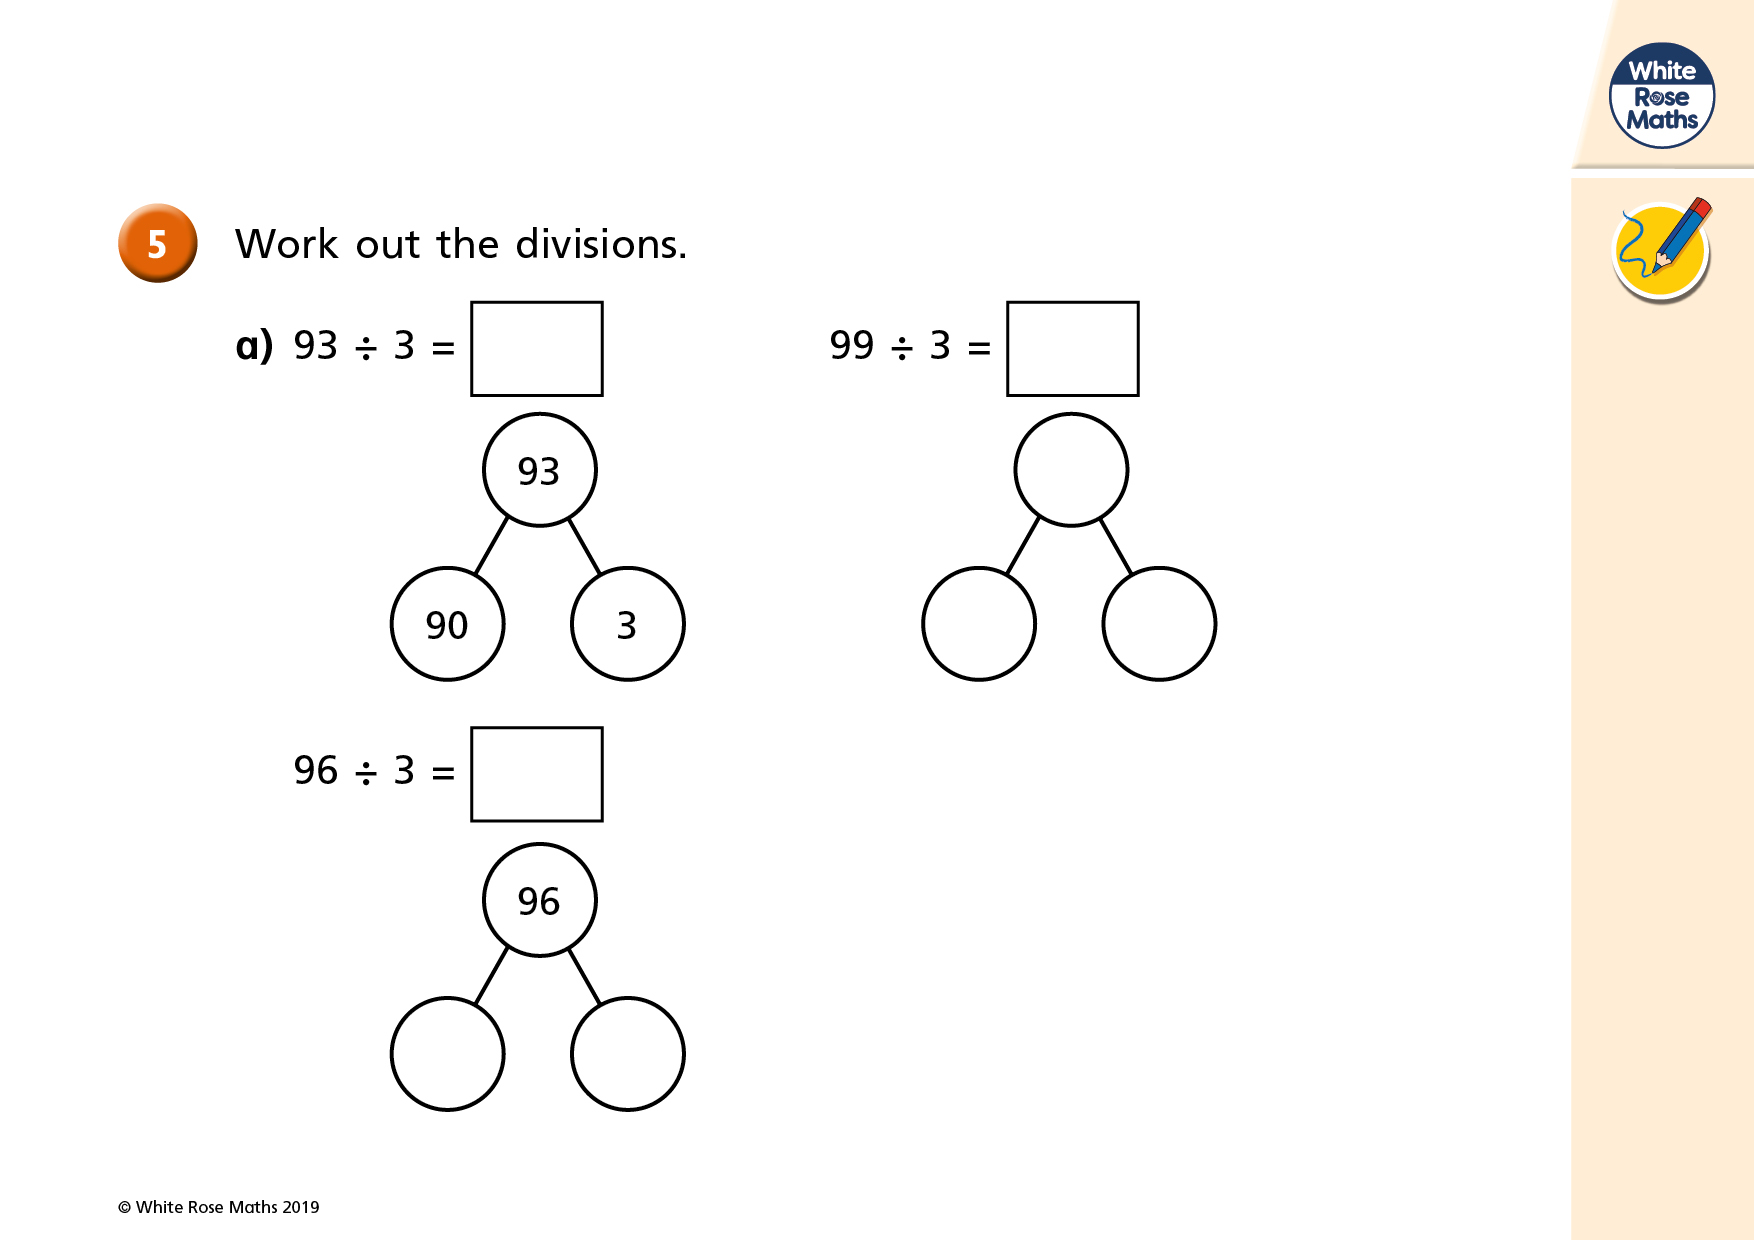 White
Rose
Maths
5 Work out the divisions.
a) 93 ÷ 3 =
99 ÷ 3 =
93
90 3
96 ÷ 3 =
96
© White Rose Maths 2019